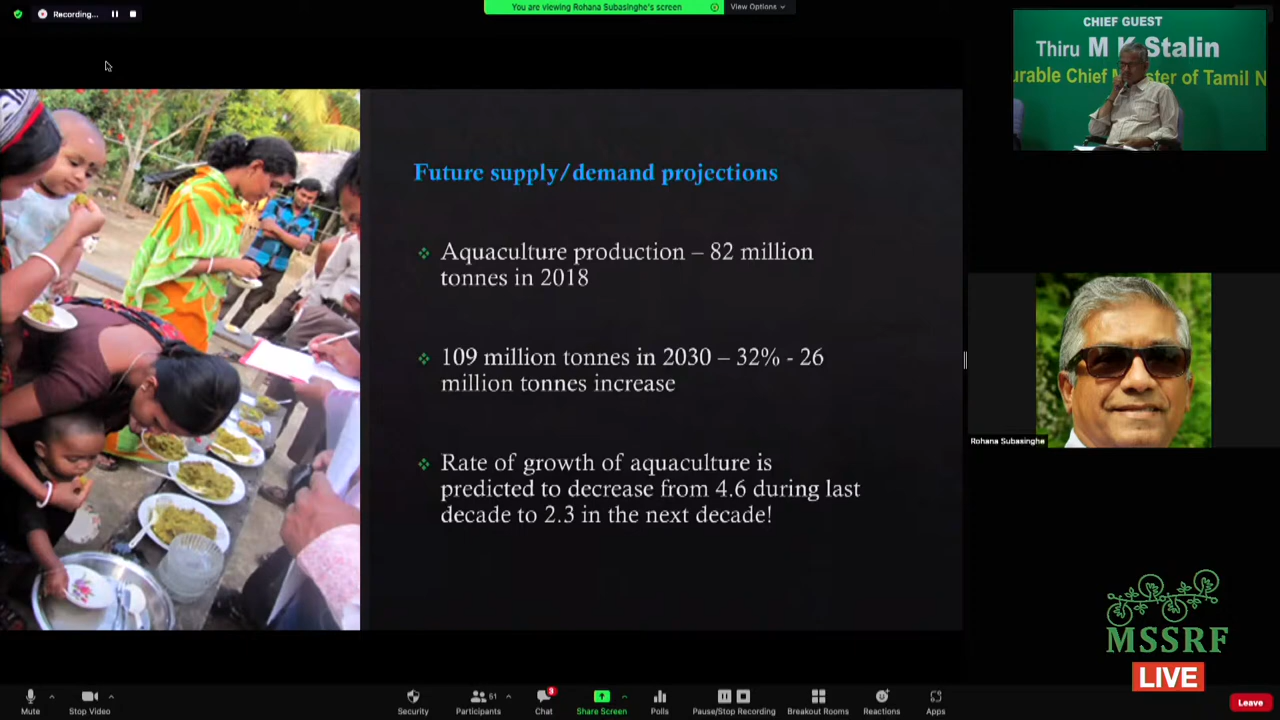 Recording...
You are viewing Rohana Subasinghe's screen
View Options
CHIEF GUEST
Thiru M K Stalin
urable Chief Minister of Tamil N
Future supply/demand projections
Aquaculture production – 82 million
tonnes in 2018
109 million tonnes in 2030 – 32% - 26
million tonnes increase
Rate of growth of aquaculture is
predicted to decrease from 4.6 during last
decade to 2.3 in the next decade!
Rohana Subasinghe
MSSRF
LIVE
Mute
Stop Video
Security
51
Participants
9
Chat
Share Screen
Polls
Pause/Stop Recording
Breakout Rooms
Reactions
Apps
Leave